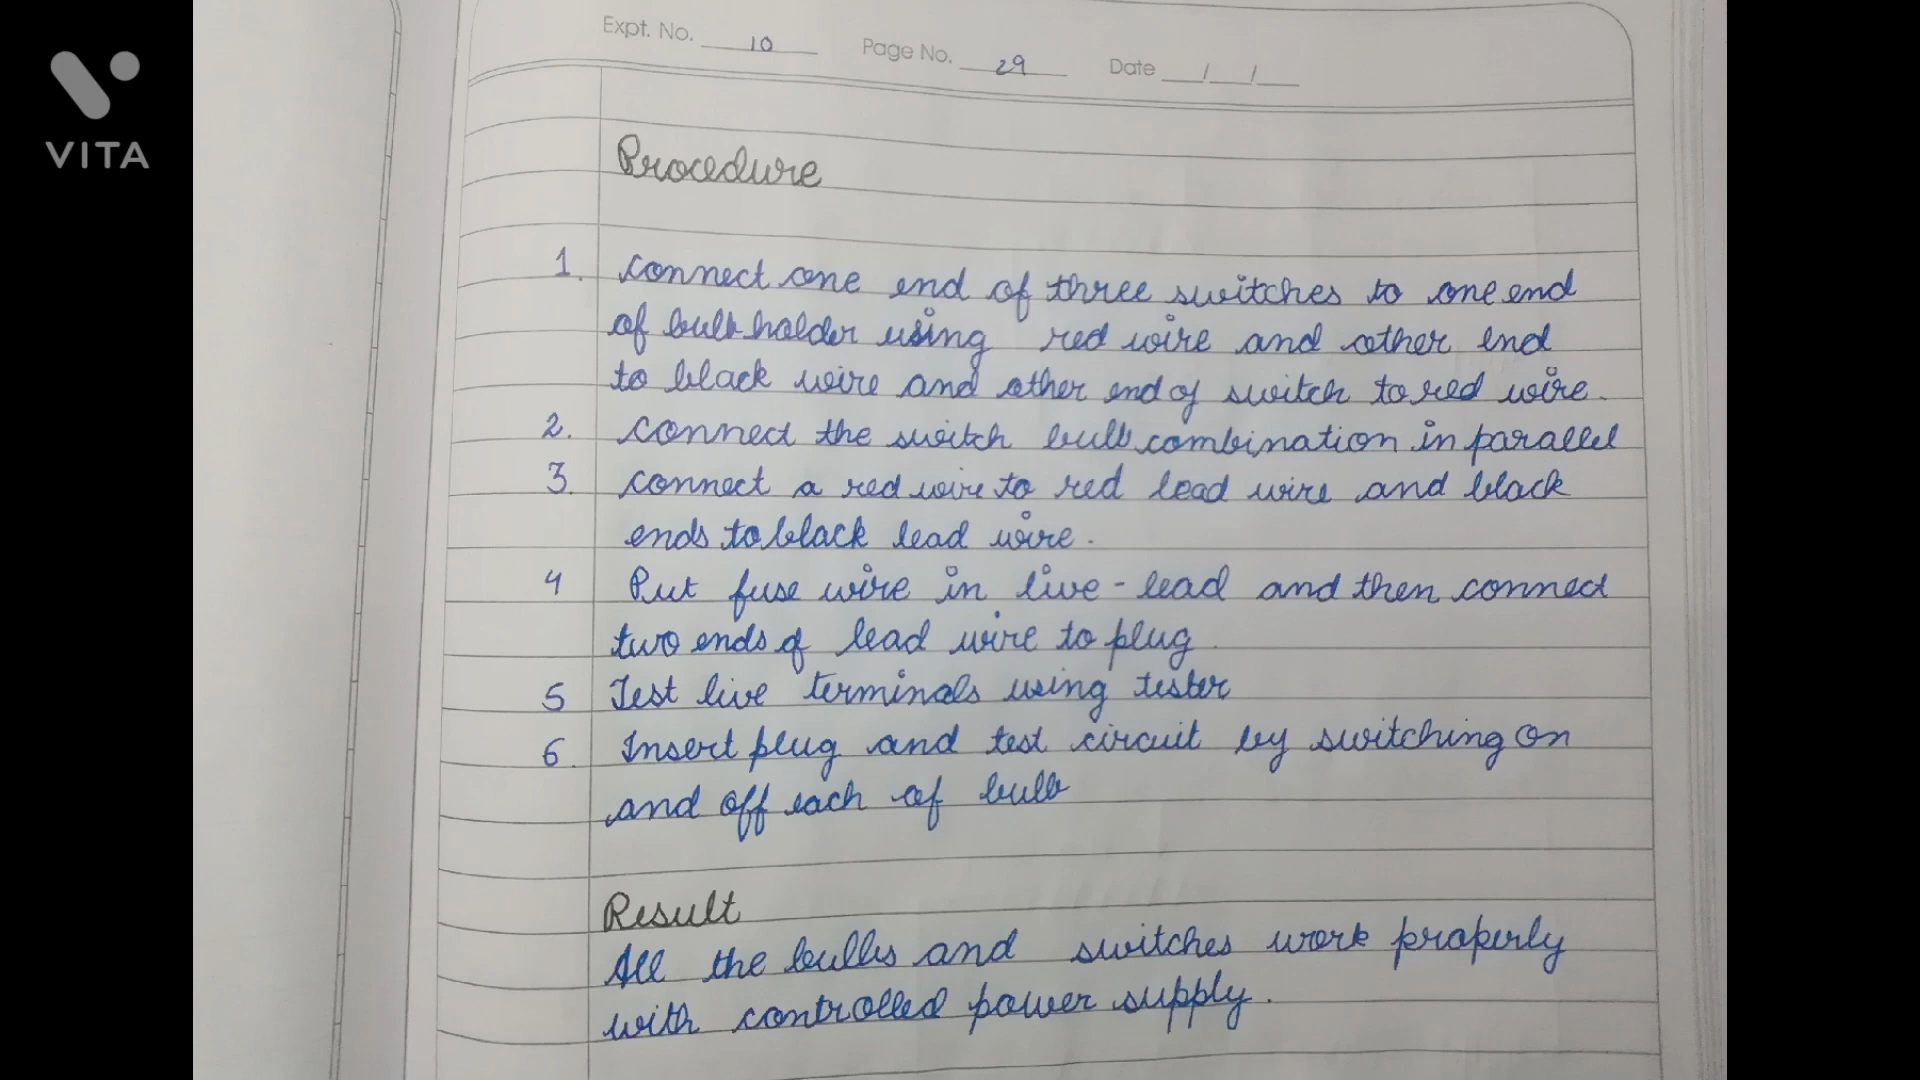 VITA
Expt. No. 10 Page No. 29 Date / /
Procedure
1. connect one end of three switches to one end
of bulb holder using red wire and other end
to black wire and other end of switch to red wire.
2. connect the switch bulb combination in parallel
3. connect a red wire to red lead wire and black
ends to black lead wire.
4 Put fuse wire in live - lead and then connect
two ends of lead wire to plug.
5 Test live terminals using tester
6. Insert plug and test circuit by switching on
and off each of bulb
Result
All the bulbs and switches work properly
with controlled power supply.